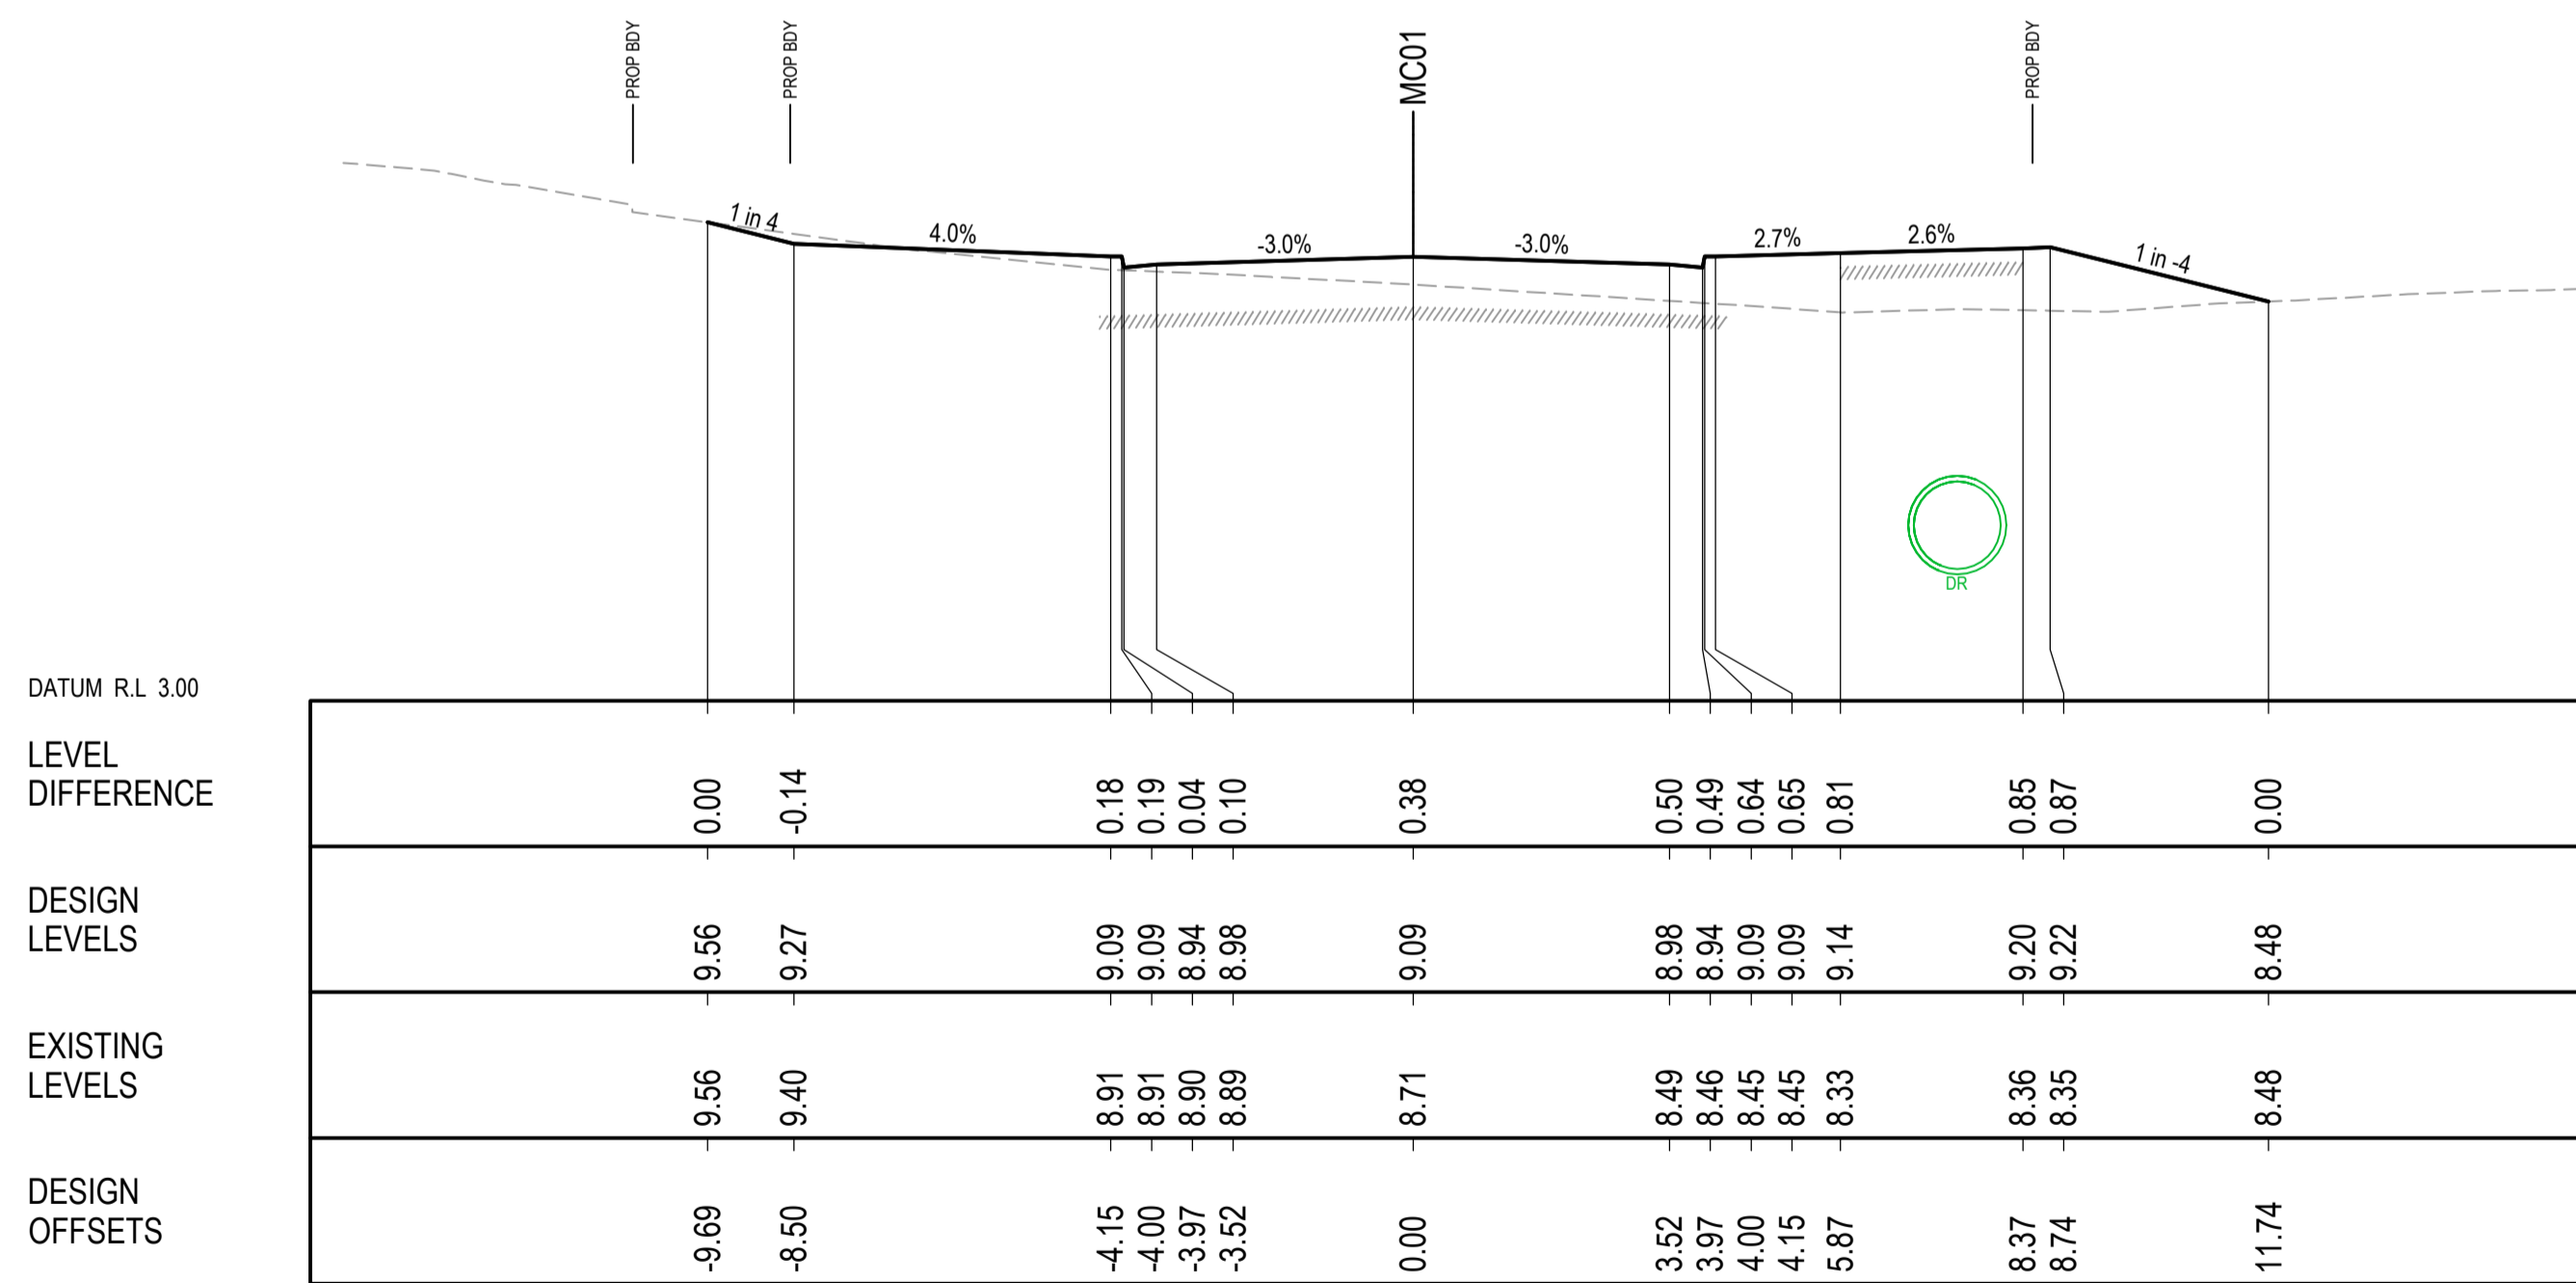 PROP BDY
PROP BDY
MC01
PROP BDY
1 in 4
4.0%
-3.0%
-3.0%
2.7%
2.6%
1 in -4
DR
DATUM R.L 3.00
LEVEL
DIFFERENCE
0.00 -0.14 0.18 0.19 0.04 0.10 0.38 0.50 0.49 0.64 0.65 0.81 0.85 0.87 0.00
DESIGN
LEVELS
9.56 9.27 9.09 9.09 8.94 8.98 9.09 8.98 8.94 9.09 9.09 9.14 9.20 9.22 8.48
EXISTING
LEVELS
9.56 9.40 8.91 8.91 8.90 8.89 8.71 8.49 8.46 8.45 8.45 8.33 8.36 8.35 8.48
DESIGN
OFFSETS
-9.69 -8.50 -4.15 -4.00 -3.97 -3.52 0.00 3.52 3.97 4.00 4.15 5.87 8.37 8.74 11.74